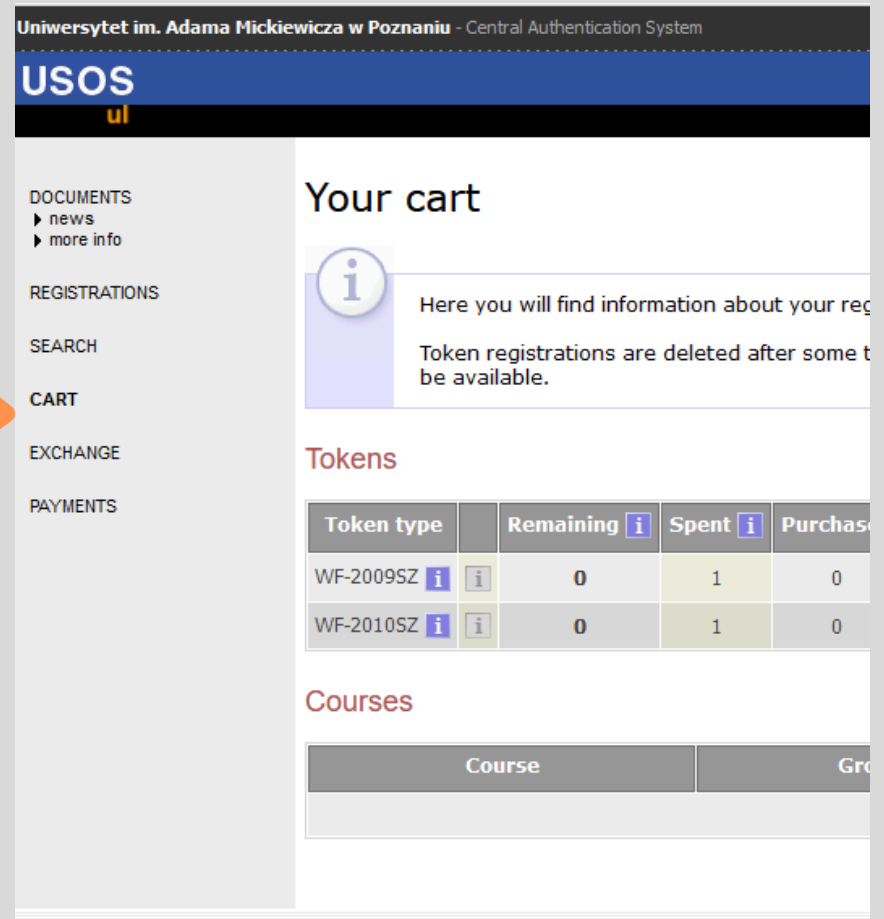 Uniwersytet im. Adama Mickiewicza w Poznaniu - Central Authentication System
USOS
ul
DOCUMENTS
news
more info
REGISTRATIONS
SEARCH
CART
EXCHANGE
PAYMENTS
Your cart
i
Here you will find information about your reg
Token registrations are deleted after some t
be available.
Tokens
Token type Remaining i Spent i Purchas
WF-2009SZ i i 0 1 0
WF-2010SZ i i 0 1 0
Courses
Course Gro